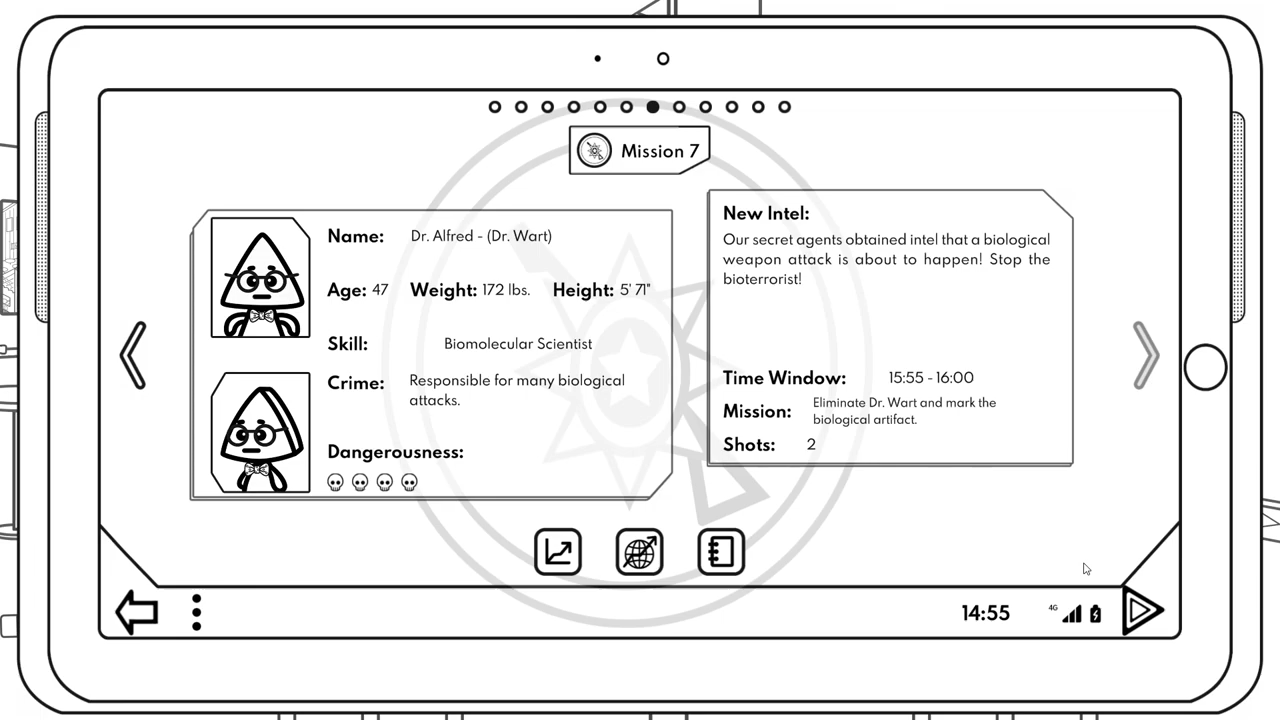 Mission 7
Name: Dr. Alfred - (Dr. Wart)
Age: 47 Weight: 172 lbs. Height: 5' 71"
Skill: Biomolecular Scientist
Crime: Responsible for many biological
attacks.
Dangerousness:
New Intel:
Our secret agents obtained intel that a biological
weapon attack is about to happen! Stop the
bioterrorist!
Time Window: 15:55 - 16:00
Mission: Eliminate Dr. Wart and mark the
biological artifact.
Shots: 2
14:55 4G